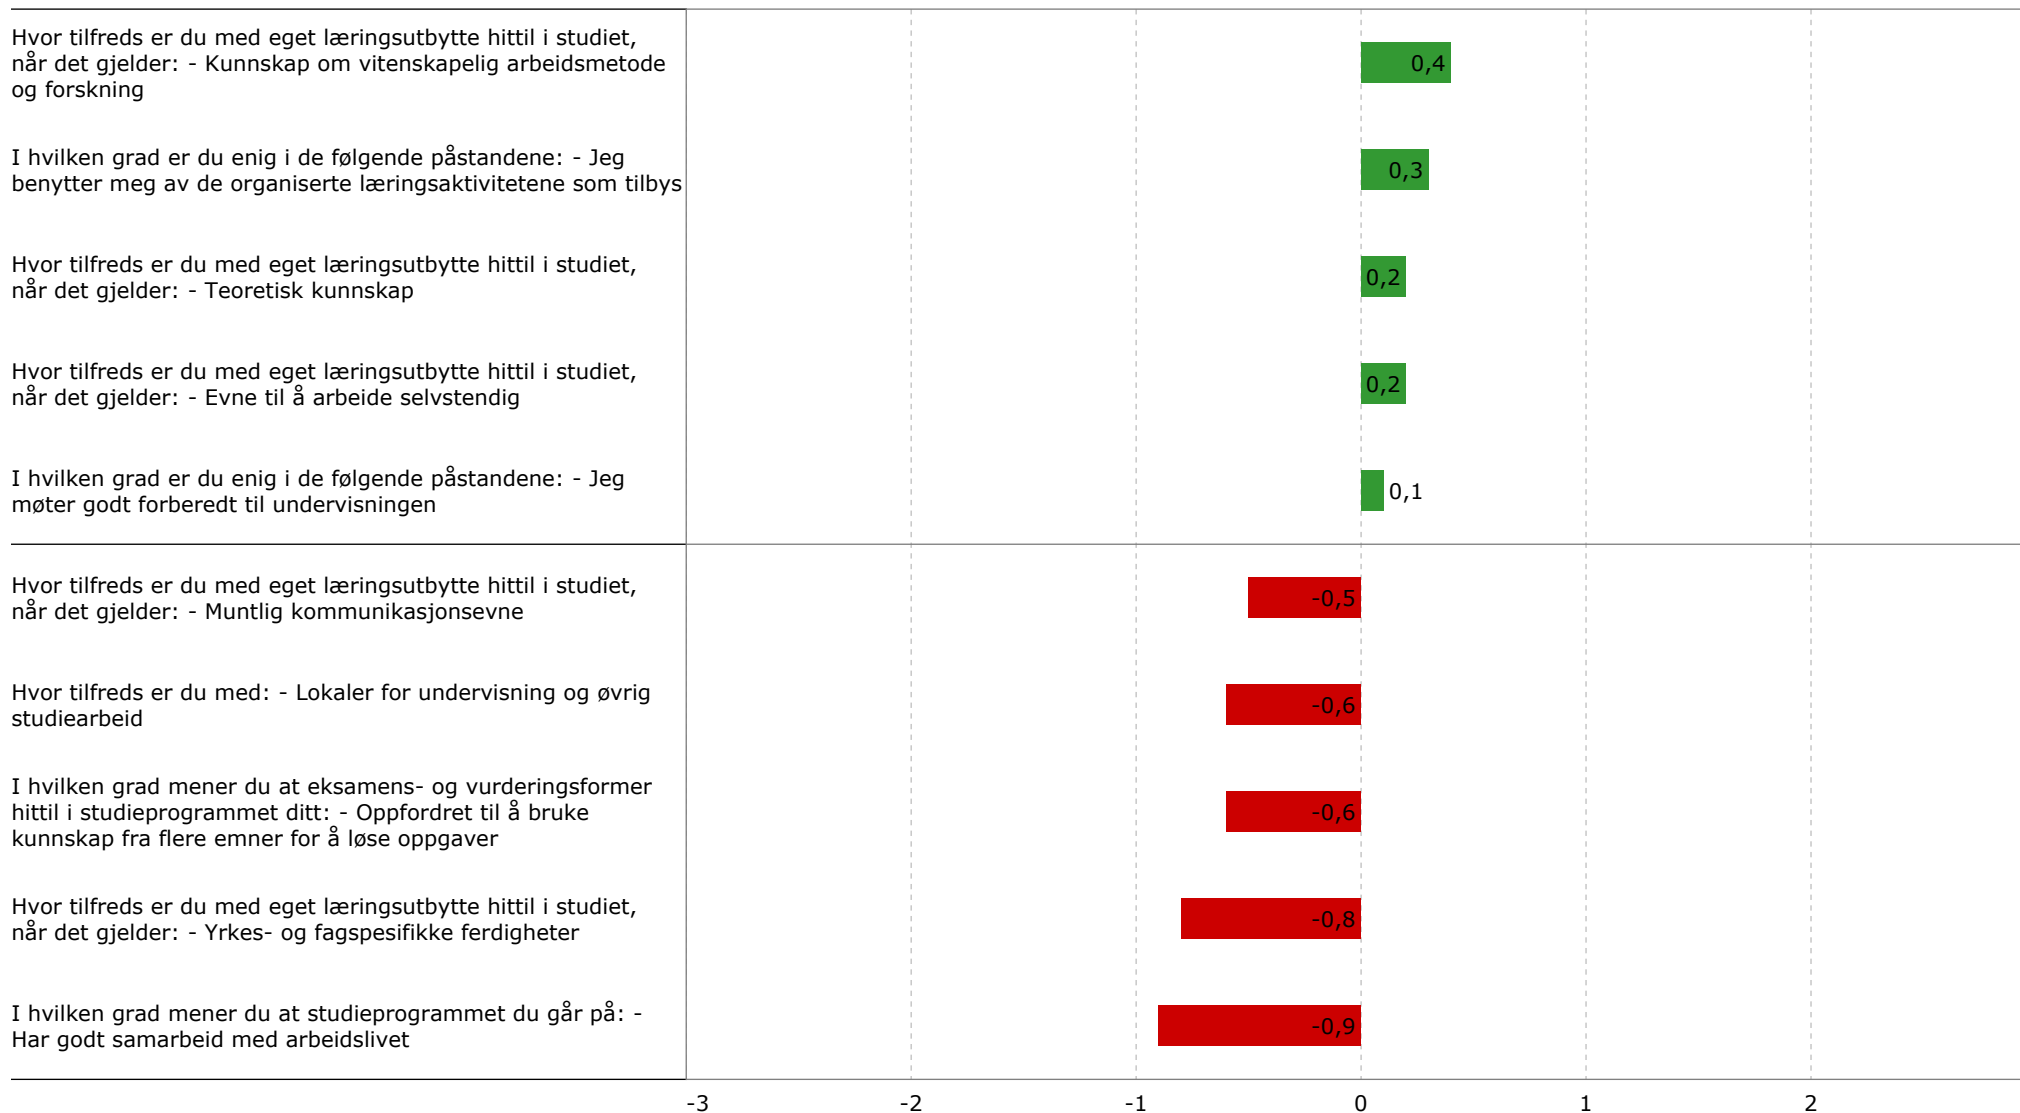 Hvor tilfreds er du med eget læringsutbytte hittil i studiet,
når det gjelder: - Kunnskap om vitenskapelig arbeidsmetode
og forskning
0,4
I hvilken grad er du enig i de følgende påstandene: - Jeg
benytter meg av de organiserte læringsaktivitetene som tilbys
0,3
Hvor tilfreds er du med eget læringsutbytte hittil i studiet,
når det gjelder: - Teoretisk kunnskap
0,2
Hvor tilfreds er du med eget læringsutbytte hittil i studiet,
når det gjelder: - Evne til å arbeide selvstendig
0,2
I hvilken grad er du enig i de følgende påstandene: - Jeg
møter godt forberedt til undervisningen
0,1
Hvor tilfreds er du med eget læringsutbytte hittil i studiet,
når det gjelder: - Muntlig kommunikasjonsevne
-0,5
Hvor tilfreds er du med: - Lokaler for undervisning og øvrig
studiearbeid
-0,6
I hvilken grad mener du at eksamens- og vurderingsformer
hittil i studieprogrammet ditt: - Oppfordret til å bruke
kunnskap fra flere emner for å løse oppgaver
-0,6
Hvor tilfreds er du med eget læringsutbytte hittil i studiet,
når det gjelder: - Yrkes- og fagspesifikke ferdigheter
-0,8
I hvilken grad mener du at studieprogrammet du går på: -
Har godt samarbeid med arbeidslivet
-0,9
-3 -2 -1 0 1 2